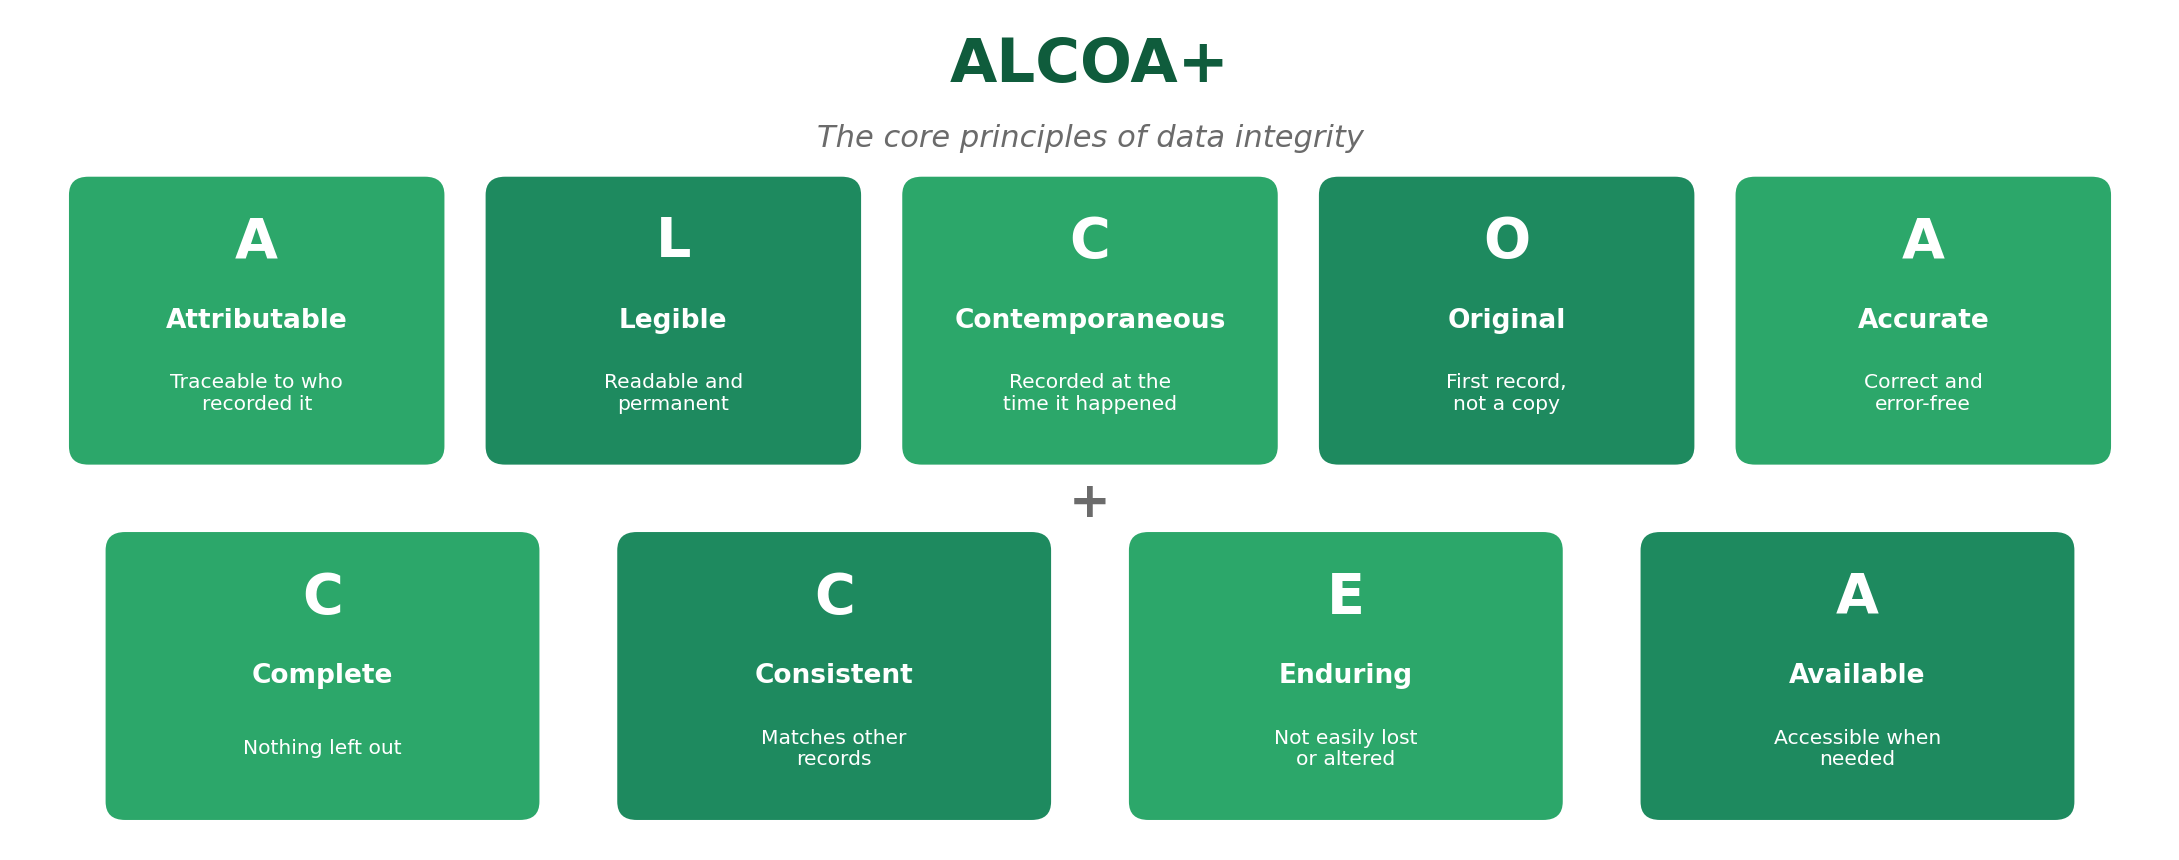 ALCOA+
The core principles of data integrity
A
Attributable
Traceable to who
recorded it
L
Legible
Readable and
permanent
C
Contemporaneous
Recorded at the
time it happened
O
Original
First record,
not a copy
A
Accurate
Correct and
error-free
+
C
Complete
Nothing left out
C
Consistent
Matches other
records
E
Enduring
Not easily lost
or altered
A
Available
Accessible when
needed